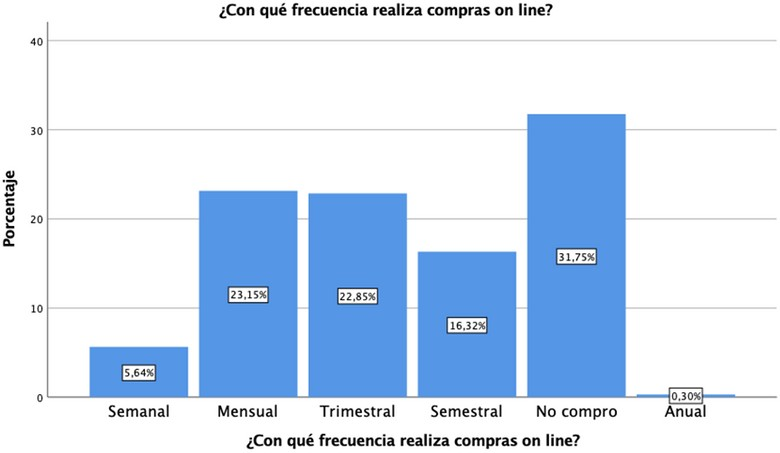 ¿Con qué frecuencia realiza compras on line?
Porcentaje
40
30
20
10
0
5,64%
23,15%
22,85%
16,32%
31,75%
0,30%
Semanal Mensual Trimestral Semestral No compro Anual
¿Con qué frecuencia realiza compras on line?